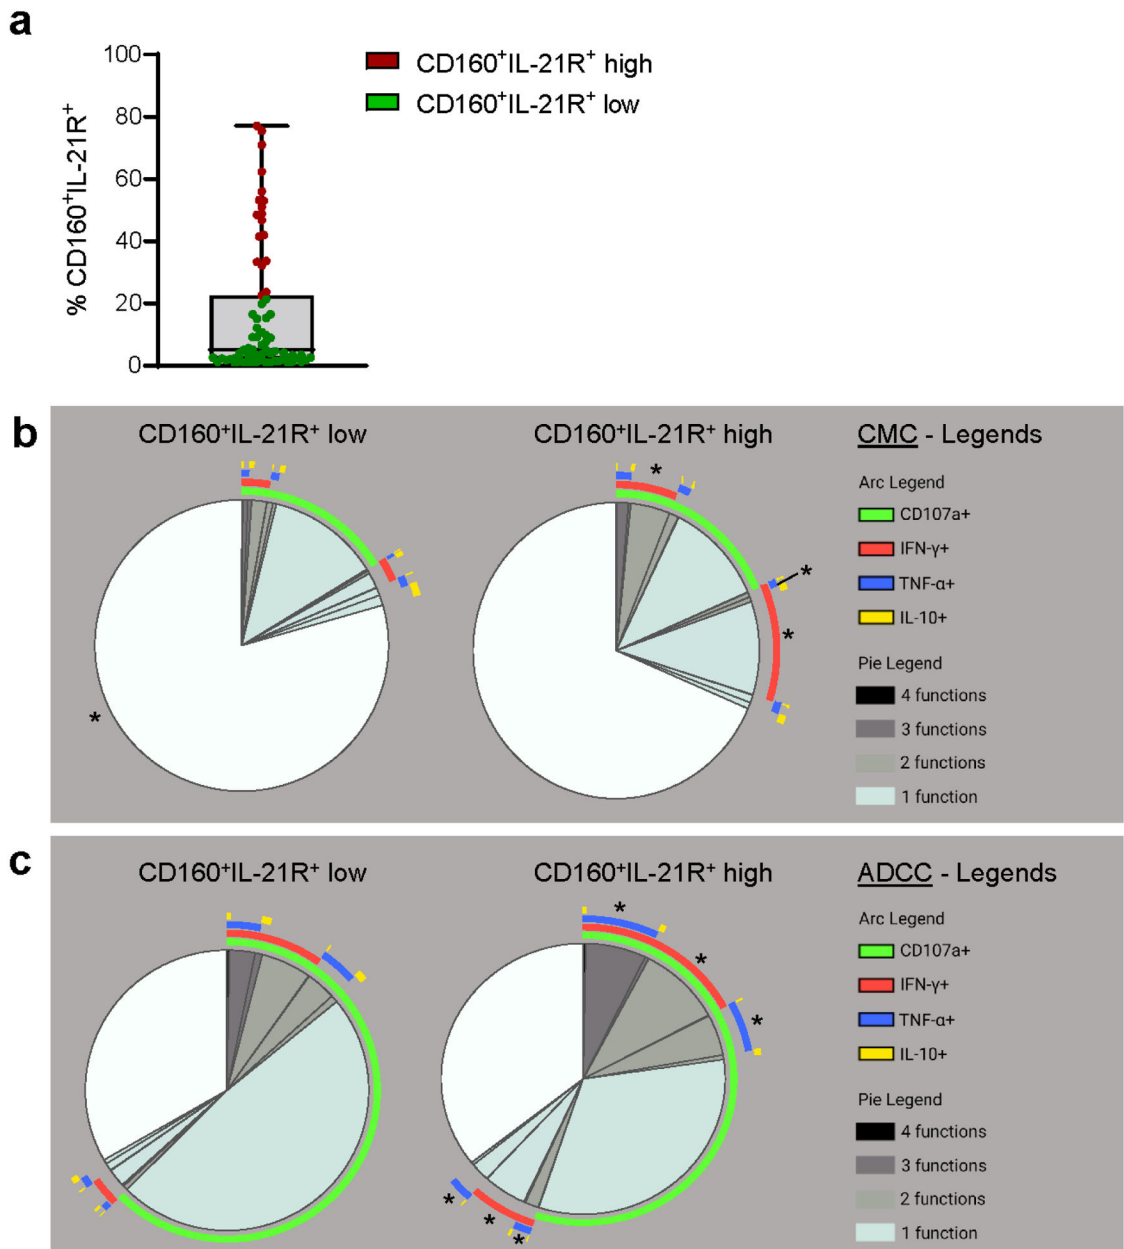 a
100
80
60
40
20
0
% CD160⁺IL-21R⁺
CD160⁺IL-21R⁺ high
CD160⁺IL-21R⁺ low
b
CD160⁺IL-21R⁺ low
CD160⁺IL-21R⁺ high
CMC - Legends
*
*
*
*
Arc Legend
CD107a+
IFN-γ+
TNF-α+
IL-10+
Pie Legend
4 functions
3 functions
2 functions
1 function
c
CD160⁺IL-21R⁺ low
CD160⁺IL-21R⁺ high
ADCC - Legends
*
*
*
*
*
*
Arc Legend
CD107a+
IFN-γ+
TNF-α+
IL-10+
Pie Legend
4 functions
3 functions
2 functions
1 function